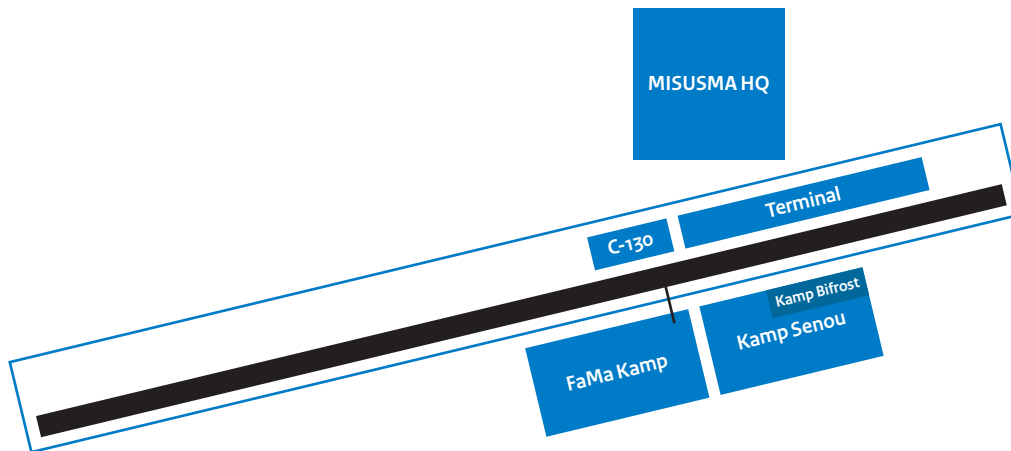 MISUSMA HQ
Terminal
C-130
Kamp Bifrost
Kamp Senou
FaMa Kamp